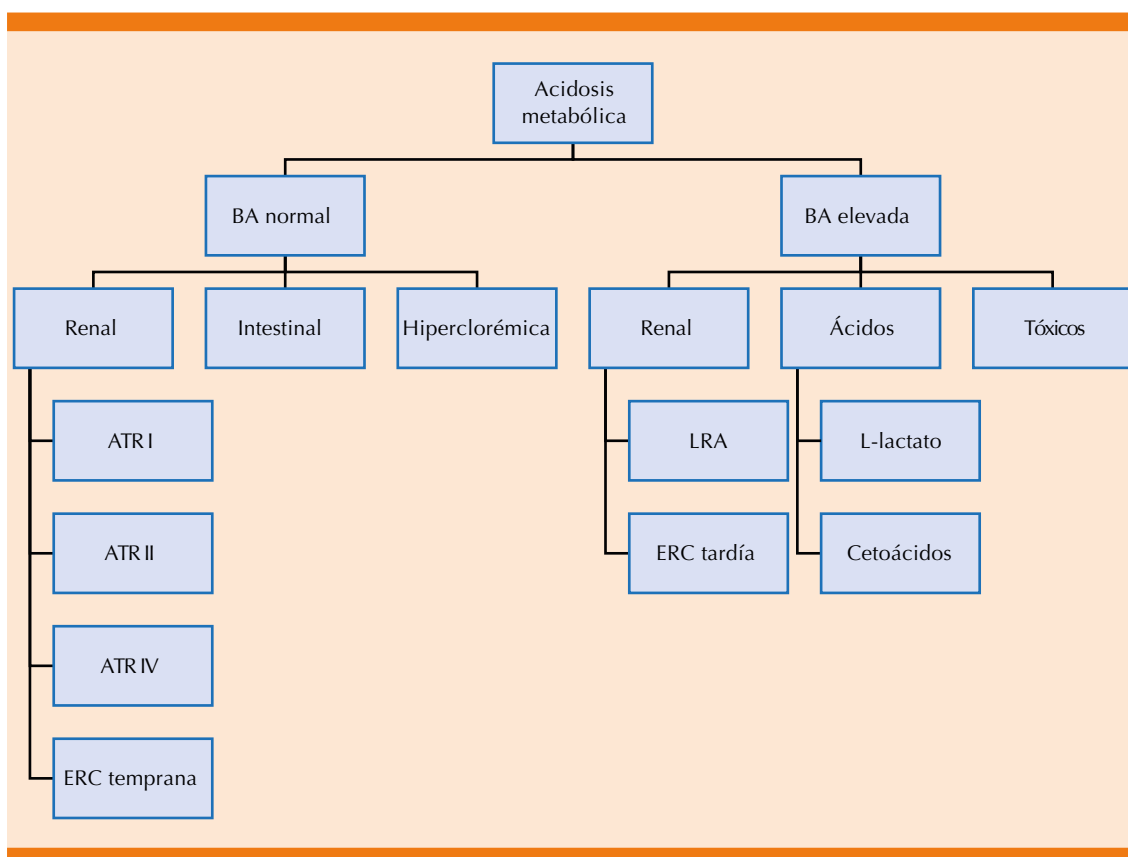 Acidosis
metabólica
BA normal
BA elevada
Renal
Intestinal
Hiperclorémica
Renal
Ácidos
Tóxicos
ATR I
LRA
L-lactato
ATR II
ERC tardía
Cetoácidos
ATR IV
ERC temprana